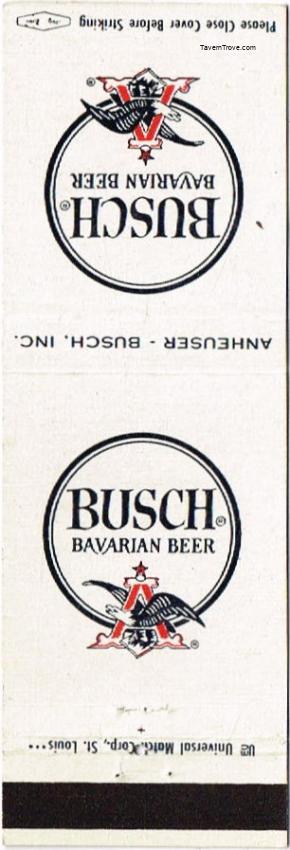 Please Close Cover Before Striking
TavernTrove.com
BUSCH®
BAVARIAN BEER
ANHEUSER - BUSCH, INC.
BUSCH®
BAVARIAN BEER
A
Universal Match Corp., St. Louis